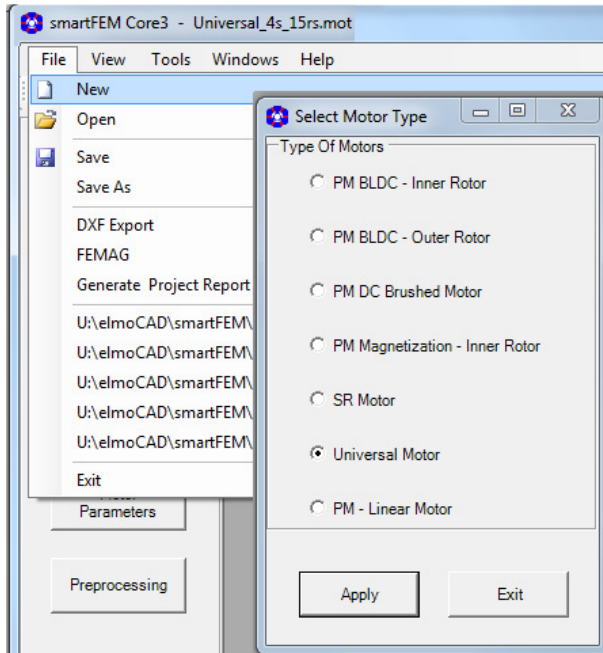 smartFEM Core3 - Universal_4s_15rs.mot
File View Tools Windows Help
New
Open
Save
Save As
DXF Export
FEMAG
Generate Project Report
U:\elmoCAD\smartFEM\
U:\elmoCAD\smartFEM\
U:\elmoCAD\smartFEM\
U:\elmoCAD\smartFEM\
U:\elmoCAD\smartFEM\
Exit
Parameters
Preprocessing
Select Motor Type
Type Of Motors
PM BLDC - Inner Rotor
PM BLDC - Outer Rotor
PM DC Brushed Motor
PM Magnetization - Inner Rotor
SR Motor
Universal Motor
PM - Linear Motor
Apply
Exit